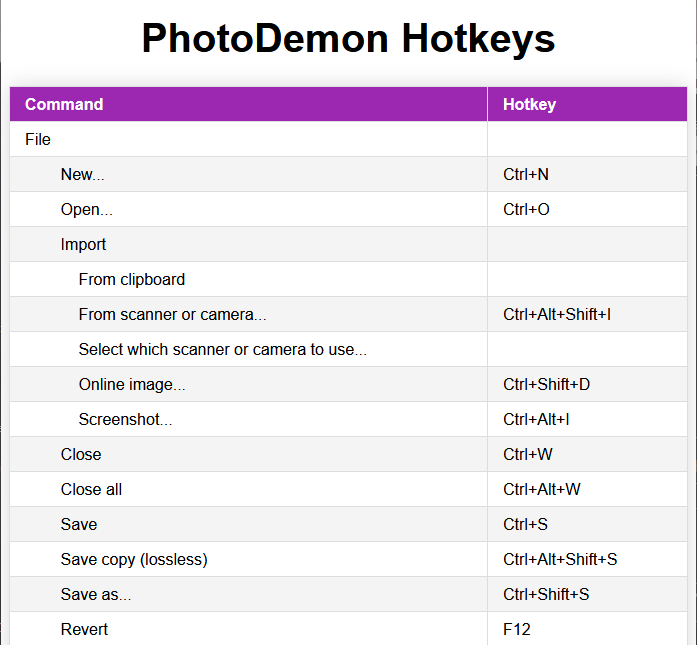 PhotoDemon Hotkeys
Command Hotkey
File
New... Ctrl+N
Open... Ctrl+O
Import
From clipboard
From scanner or camera... Ctrl+Alt+Shift+I
Select which scanner or camera to use...
Online image... Ctrl+Shift+D
Screenshot... Ctrl+Alt+I
Close Ctrl+W
Close all Ctrl+Alt+W
Save Ctrl+S
Save copy (lossless) Ctrl+Alt+Shift+S
Save as... Ctrl+Shift+S
Revert F12